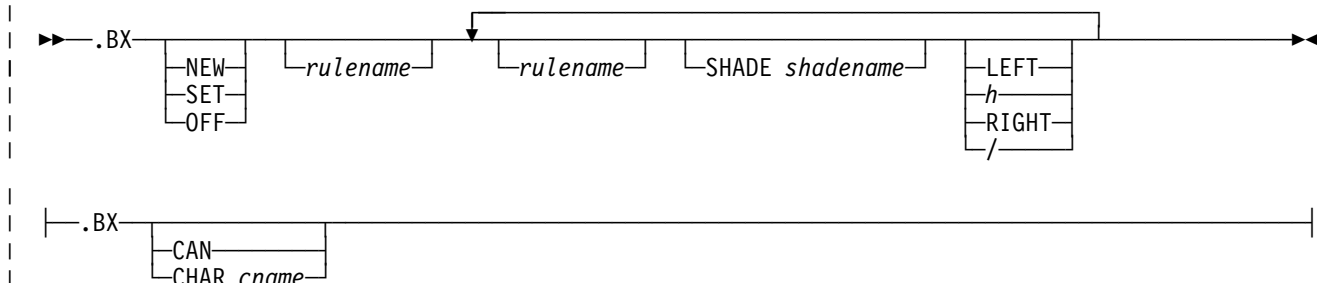 .BX
NEW rulename rulename SHADE shadename LEFT
SET h
OFF RIGHT
/
.BX
CAN
CHAR cname